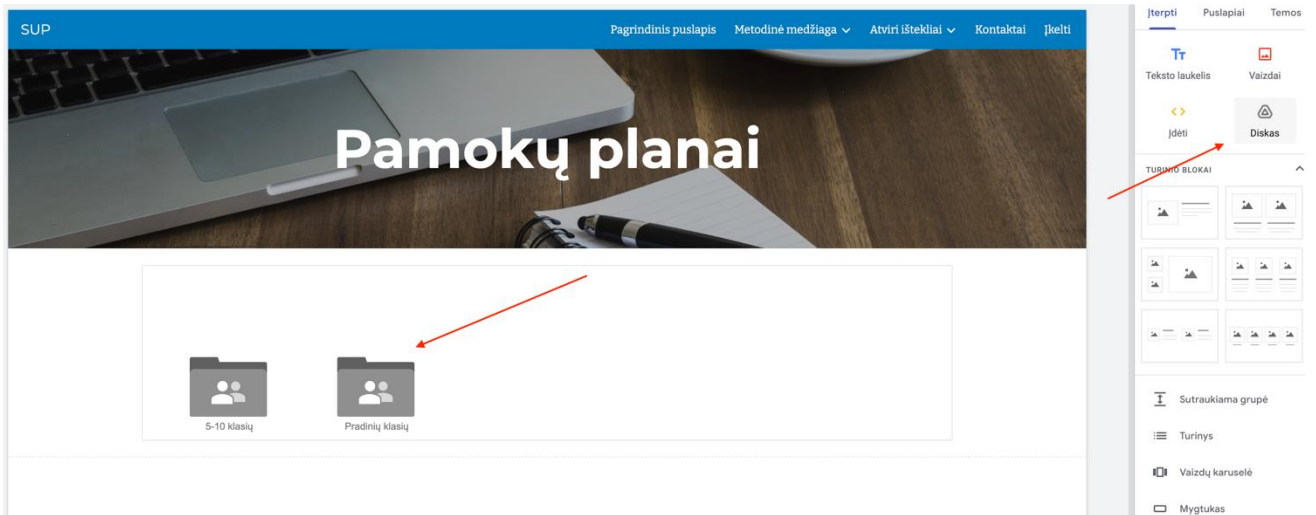 SUP
Pagrindinis puslapis Metodinė medžiaga Atviri ištekliai Kontaktai Įkelti
Pamokų planai
5-10 klasių Pradinių klasių
Įterpti Puslapiai Temos
Teksto laukelis Vaizdai
Įdėti Diskas
TURINIO BLOKAI
Sutraukiama grupė
Turinys
Vaizdų karuselė
Mygtukas